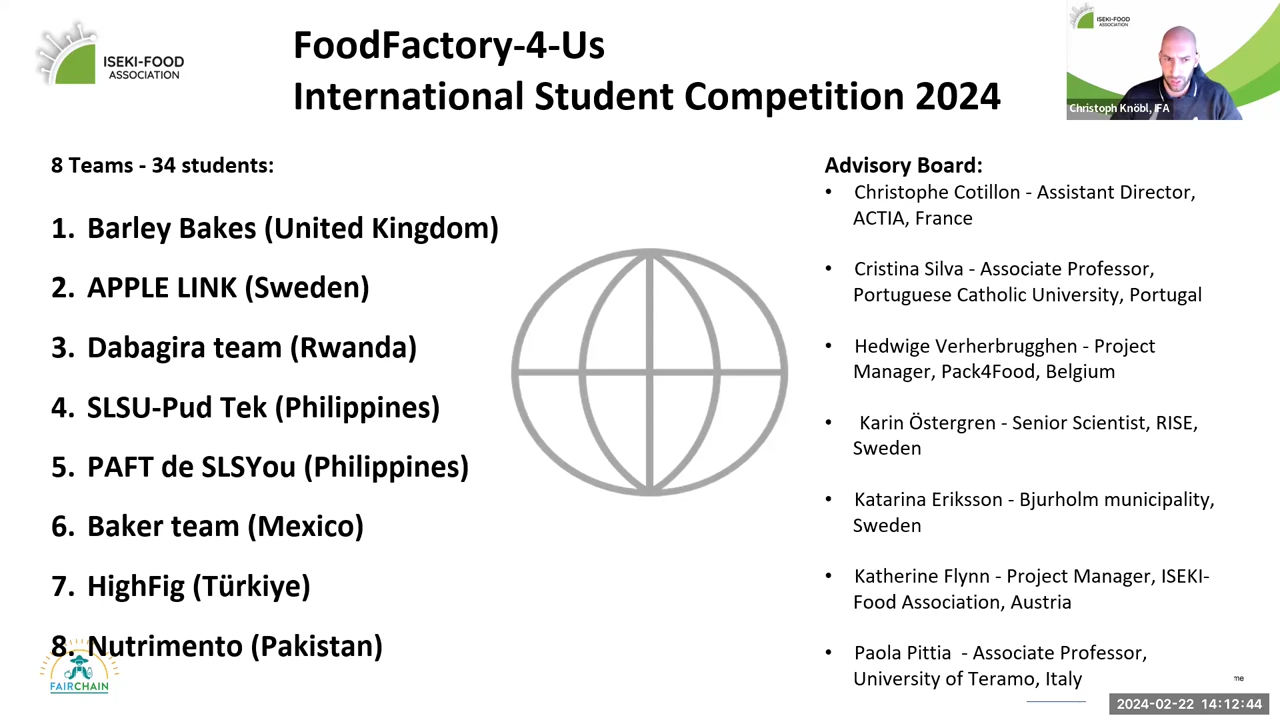 ISEKI-FOOD
ASSOCIATION
FoodFactory-4-Us
International Student Competition 2024
ISEKI-FOOD
ASSOCIATION
Christoph Knöbl, IFA
8 Teams - 34 students:
1. Barley Bakes (United Kingdom)
2. APPLE LINK (Sweden)
3. Dabagira team (Rwanda)
4. SLSU-Pud Tek (Philippines)
5. PAFT de SLSYou (Philippines)
6. Baker team (Mexico)
7. HighFig (Türkiye)
8. Nutrimento (Pakistan)
FAIRCHAIN
Advisory Board:
• Christophe Cotillon - Assistant Director,
ACTIA, France
• Cristina Silva - Associate Professor,
Portuguese Catholic University, Portugal
• Hedwige Verherbrugghen - Project
Manager, Pack4Food, Belgium
• Karin Östergren - Senior Scientist, RISE,
Sweden
• Katarina Eriksson - Bjurholm municipality,
Sweden
• Katherine Flynn - Project Manager, ISEKI-
Food Association, Austria
• Paola Pittia - Associate Professor,
University of Teramo, Italy
me
2024-02-22 14:12:44